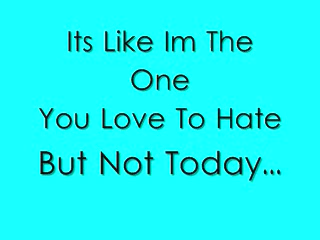 Its Like Im The
One
You Love To Hate
But Not Today...